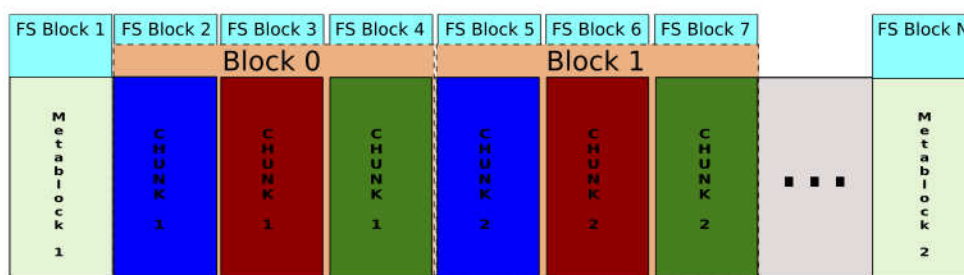 FS Block 1 FS Block 2 FS Block 3 FS Block 4 FS Block 5 FS Block 6 FS Block 7 FS Block N
Block 0 Block 1
Metablock 1
CHUNK 1
CHUNK 1
CHUNK 1
CHUNK 2
CHUNK 2
CHUNK 2
...
Metablock 2